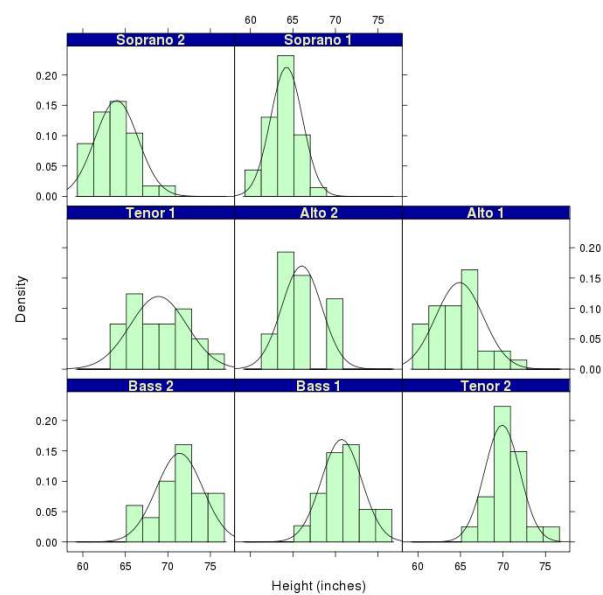 60 65 70 75
Soprano 2 Soprano 1
0.20
0.15
0.10
0.05
0.00
Tenor 1 Alto 2 Alto 1
0.20
0.15
0.10
0.05
0.00
Density
Bass 2 Bass 1 Tenor 2
0.20
0.15
0.10
0.05
0.00
60 65 70 75 60 65 70 75
Height (inches)